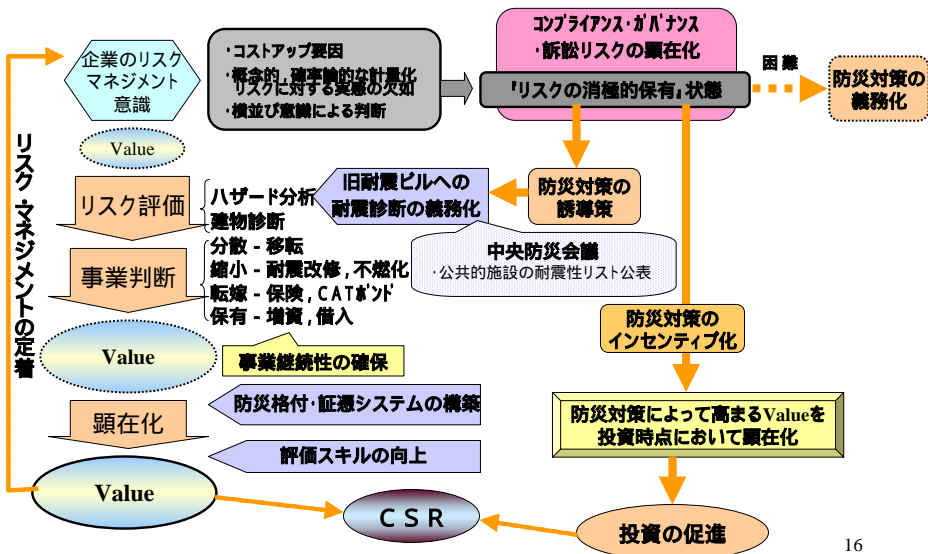 企業のリスク
マネジメント
意識
・コストアップ要因
・概念的,確率論的な計量化
リスクに対する実感の欠如
・横並び意識による判断
コンプライアンス・ガバナンス
・訴訟リスクの顕在化
『リスクの消極的保有』状態
困難
防災対策の
義務化
リスク・マネジメントの定着
Value
リスク評価
ハザード分析
建物診断
旧耐震ビルへの
耐震診断の義務化
防災対策の
誘導策
中央防災会議
・公共的施設の耐震性リスト公表
事業判断
分散－移転
縮小－耐震改修,不燃化
転嫁－保険,CATボンド
保有－増資,借入
Value
事業継続性の確保
防災対策の
インセンティブ化
顕在化
防災格付・証憑システムの構築
評価スキルの向上
防災対策によって高まるValueを
投資時点において顕在化
Value
CSR
投資の促進
16